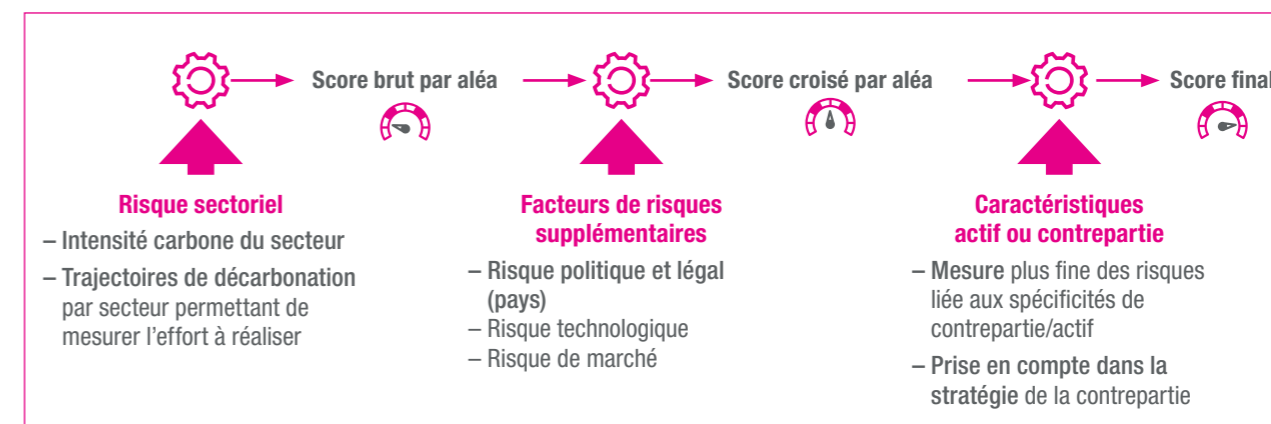 Score brut par aléa
Score croisé par aléa
Score final
Risque sectoriel
– Intensité carbone du secteur
– Trajectoires de décarbonation
par secteur permettant de
mesurer l’effort à réaliser
Facteurs de risques
supplémentaires
– Risque politique et légal
(pays)
– Risque technologique
– Risque de marché
Caractéristiques
actif ou contrepartie
– Mesure plus fine des risques
liée aux spécificités de
contrepartie/actif
– Prise en compte dans la
stratégie de la contrepartie